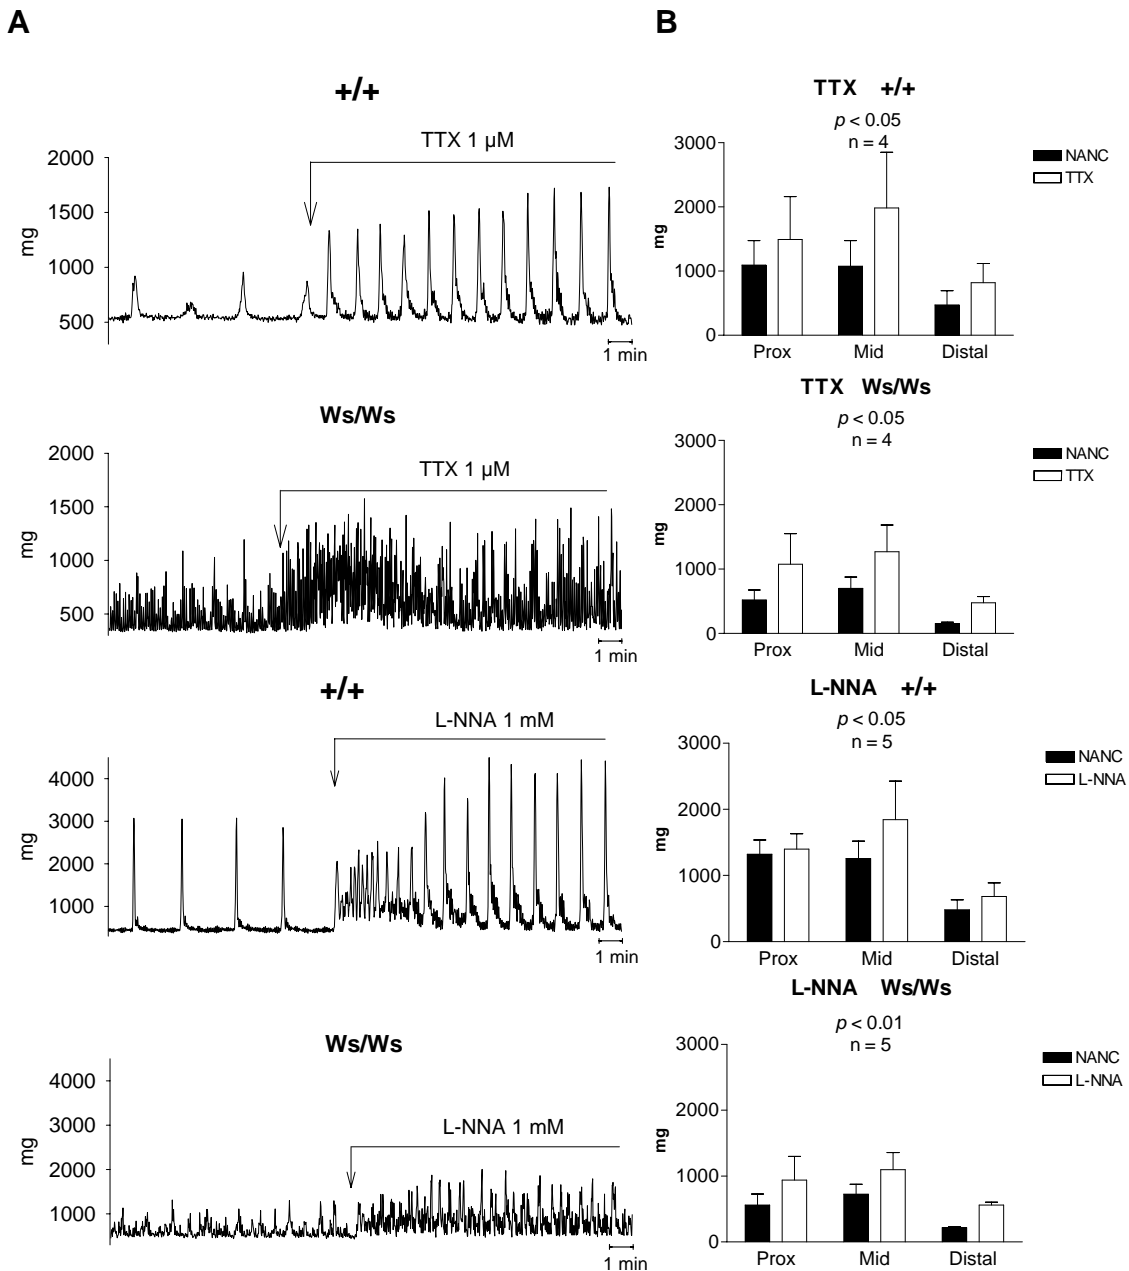 A
B
+/+
TTX 1 µM
2000
1500
1000
500
mg
1 min
TTX +/+
p < 0.05
n = 4
3000
2000
1000
0
mg
Prox Mid Distal
NANC
TTX
Ws/Ws
TTX 1 µM
2000
1500
1000
500
mg
1 min
TTX Ws/Ws
p < 0.05
n = 4
3000
2000
1000
0
mg
Prox Mid Distal
NANC
TTX
+/+
L-NNA 1 mM
4000
3000
2000
1000
mg
1 min
L-NNA +/+
p < 0.05
n = 5
3000
2000
1000
0
mg
Prox Mid Distal
NANC
L-NNA
Ws/Ws
L-NNA 1 mM
4000
3000
2000
1000
mg
1 min
L-NNA Ws/Ws
p < 0.01
n = 5
3000
2000
1000
0
mg
Prox Mid Distal
NANC
L-NNA